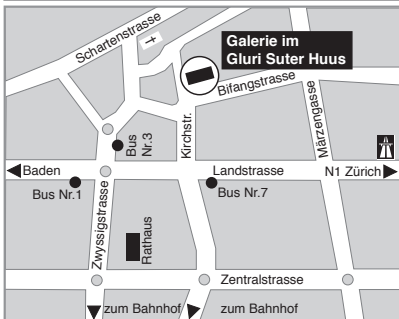 Schartenstrasse
Galerie im
Gluri Suter Huus
Bifangstrasse
Kirchstr.
Märzengasse
Bus
Nr.3
Baden
Landstrasse
N1 Zürich
Bus Nr.1
Bus Nr.7
Zwyssigstrasse
Rathaus
Zentralstrasse
zum Bahnhof
zum Bahnhof